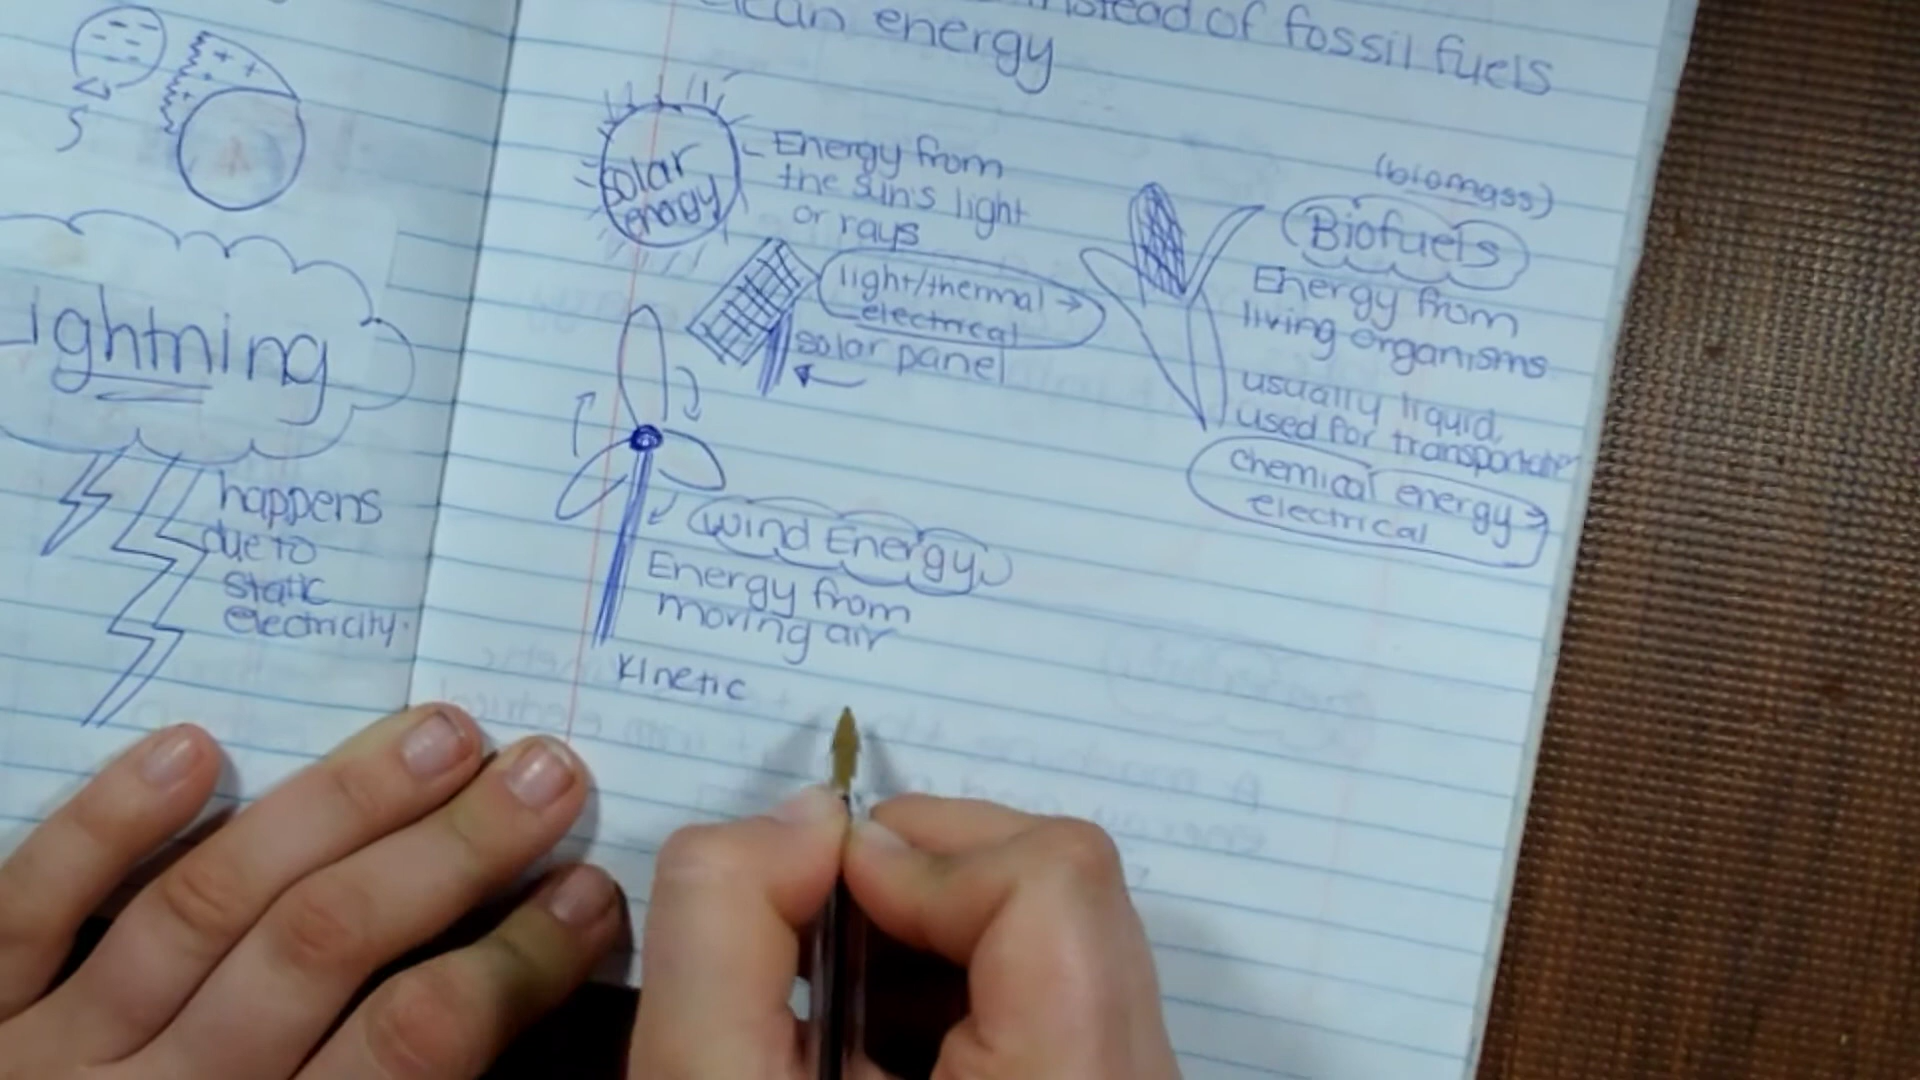 instead of fossil fuels
clean energy
+ +
+
Lightning
happens
due to
static
electricity.
solar
energy
Energy from
the sun's light
or rays
light/thermal →
electrical
solar pane
Wind Energy
Energy from
moving air
Kinetic
(biomass)
Biofuels
Energy from
living organisms
usually liquid,
used for transportation
chemical energy →
electrical